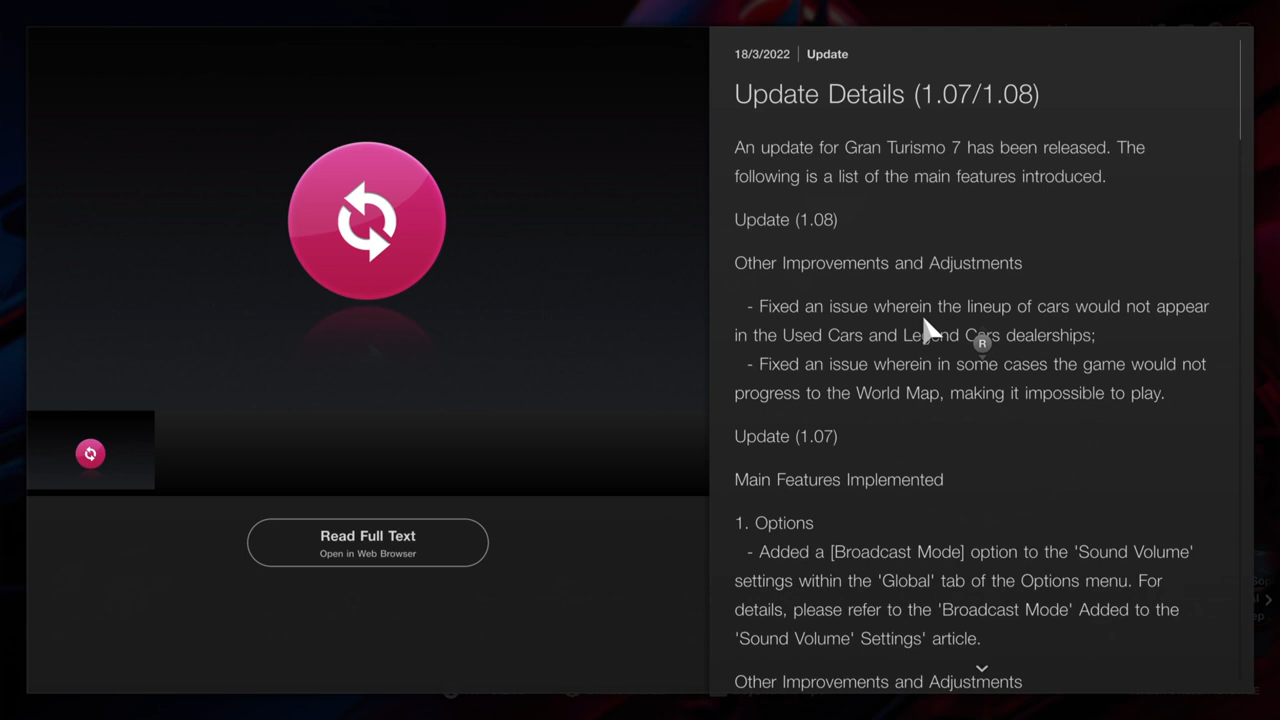 18/3/2022 Update
Update Details (1.07/1.08)
An update for Gran Turismo 7 has been released. The
following is a list of the main features introduced.
Update (1.08)
Other Improvements and Adjustments
- Fixed an issue wherein the lineup of cars would not appear
in the Used Cars and Legend Cars dealerships;
R
- Fixed an issue wherein in some cases the game would not
progress to the World Map, making it impossible to play.
Update (1.07)
Main Features Implemented
1. Options
- Added a [Broadcast Mode] option to the 'Sound Volume'
settings within the 'Global' tab of the Options menu. For
details, please refer to the 'Broadcast Mode' Added to the
'Sound Volume' Settings' article.
Other Improvements and Adjustments
Read Full Text
Open in Web Browser